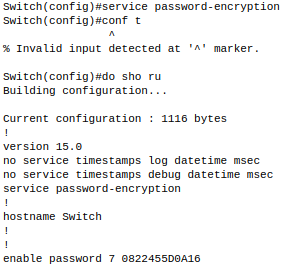 Switch(config)#service password-encryption
Switch(config)#conf t
^
% Invalid input detected at '^' marker.
Switch(config)#do sho ru
Building configuration...
Current configuration : 1116 bytes
!
version 15.0
no service timestamps log datetime msec
no service timestamps debug datetime msec
service password-encryption
!
hostname Switch
!
!
enable password 7 0822455D0A16